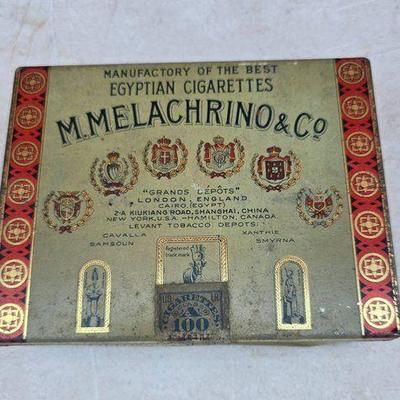 MANUFACTORY OF THE BEST
EGYPTIAN CIGARETTES
M. MELACHRINO & Cº
"GRANDS DEPÔTS"
LONDON, ENGLAND
CAIRO, (EGYPT)
2-A KIUKIANG ROAD, SHANGHAI, CHINA
NEW YORK, U.S.A. - HAMILTON, CANADA.
LEVANT TOBACCO DEPOTS.
CAVALLA XANTHIE
SAMSOUN SMYRNA
Registered
trade mark
100